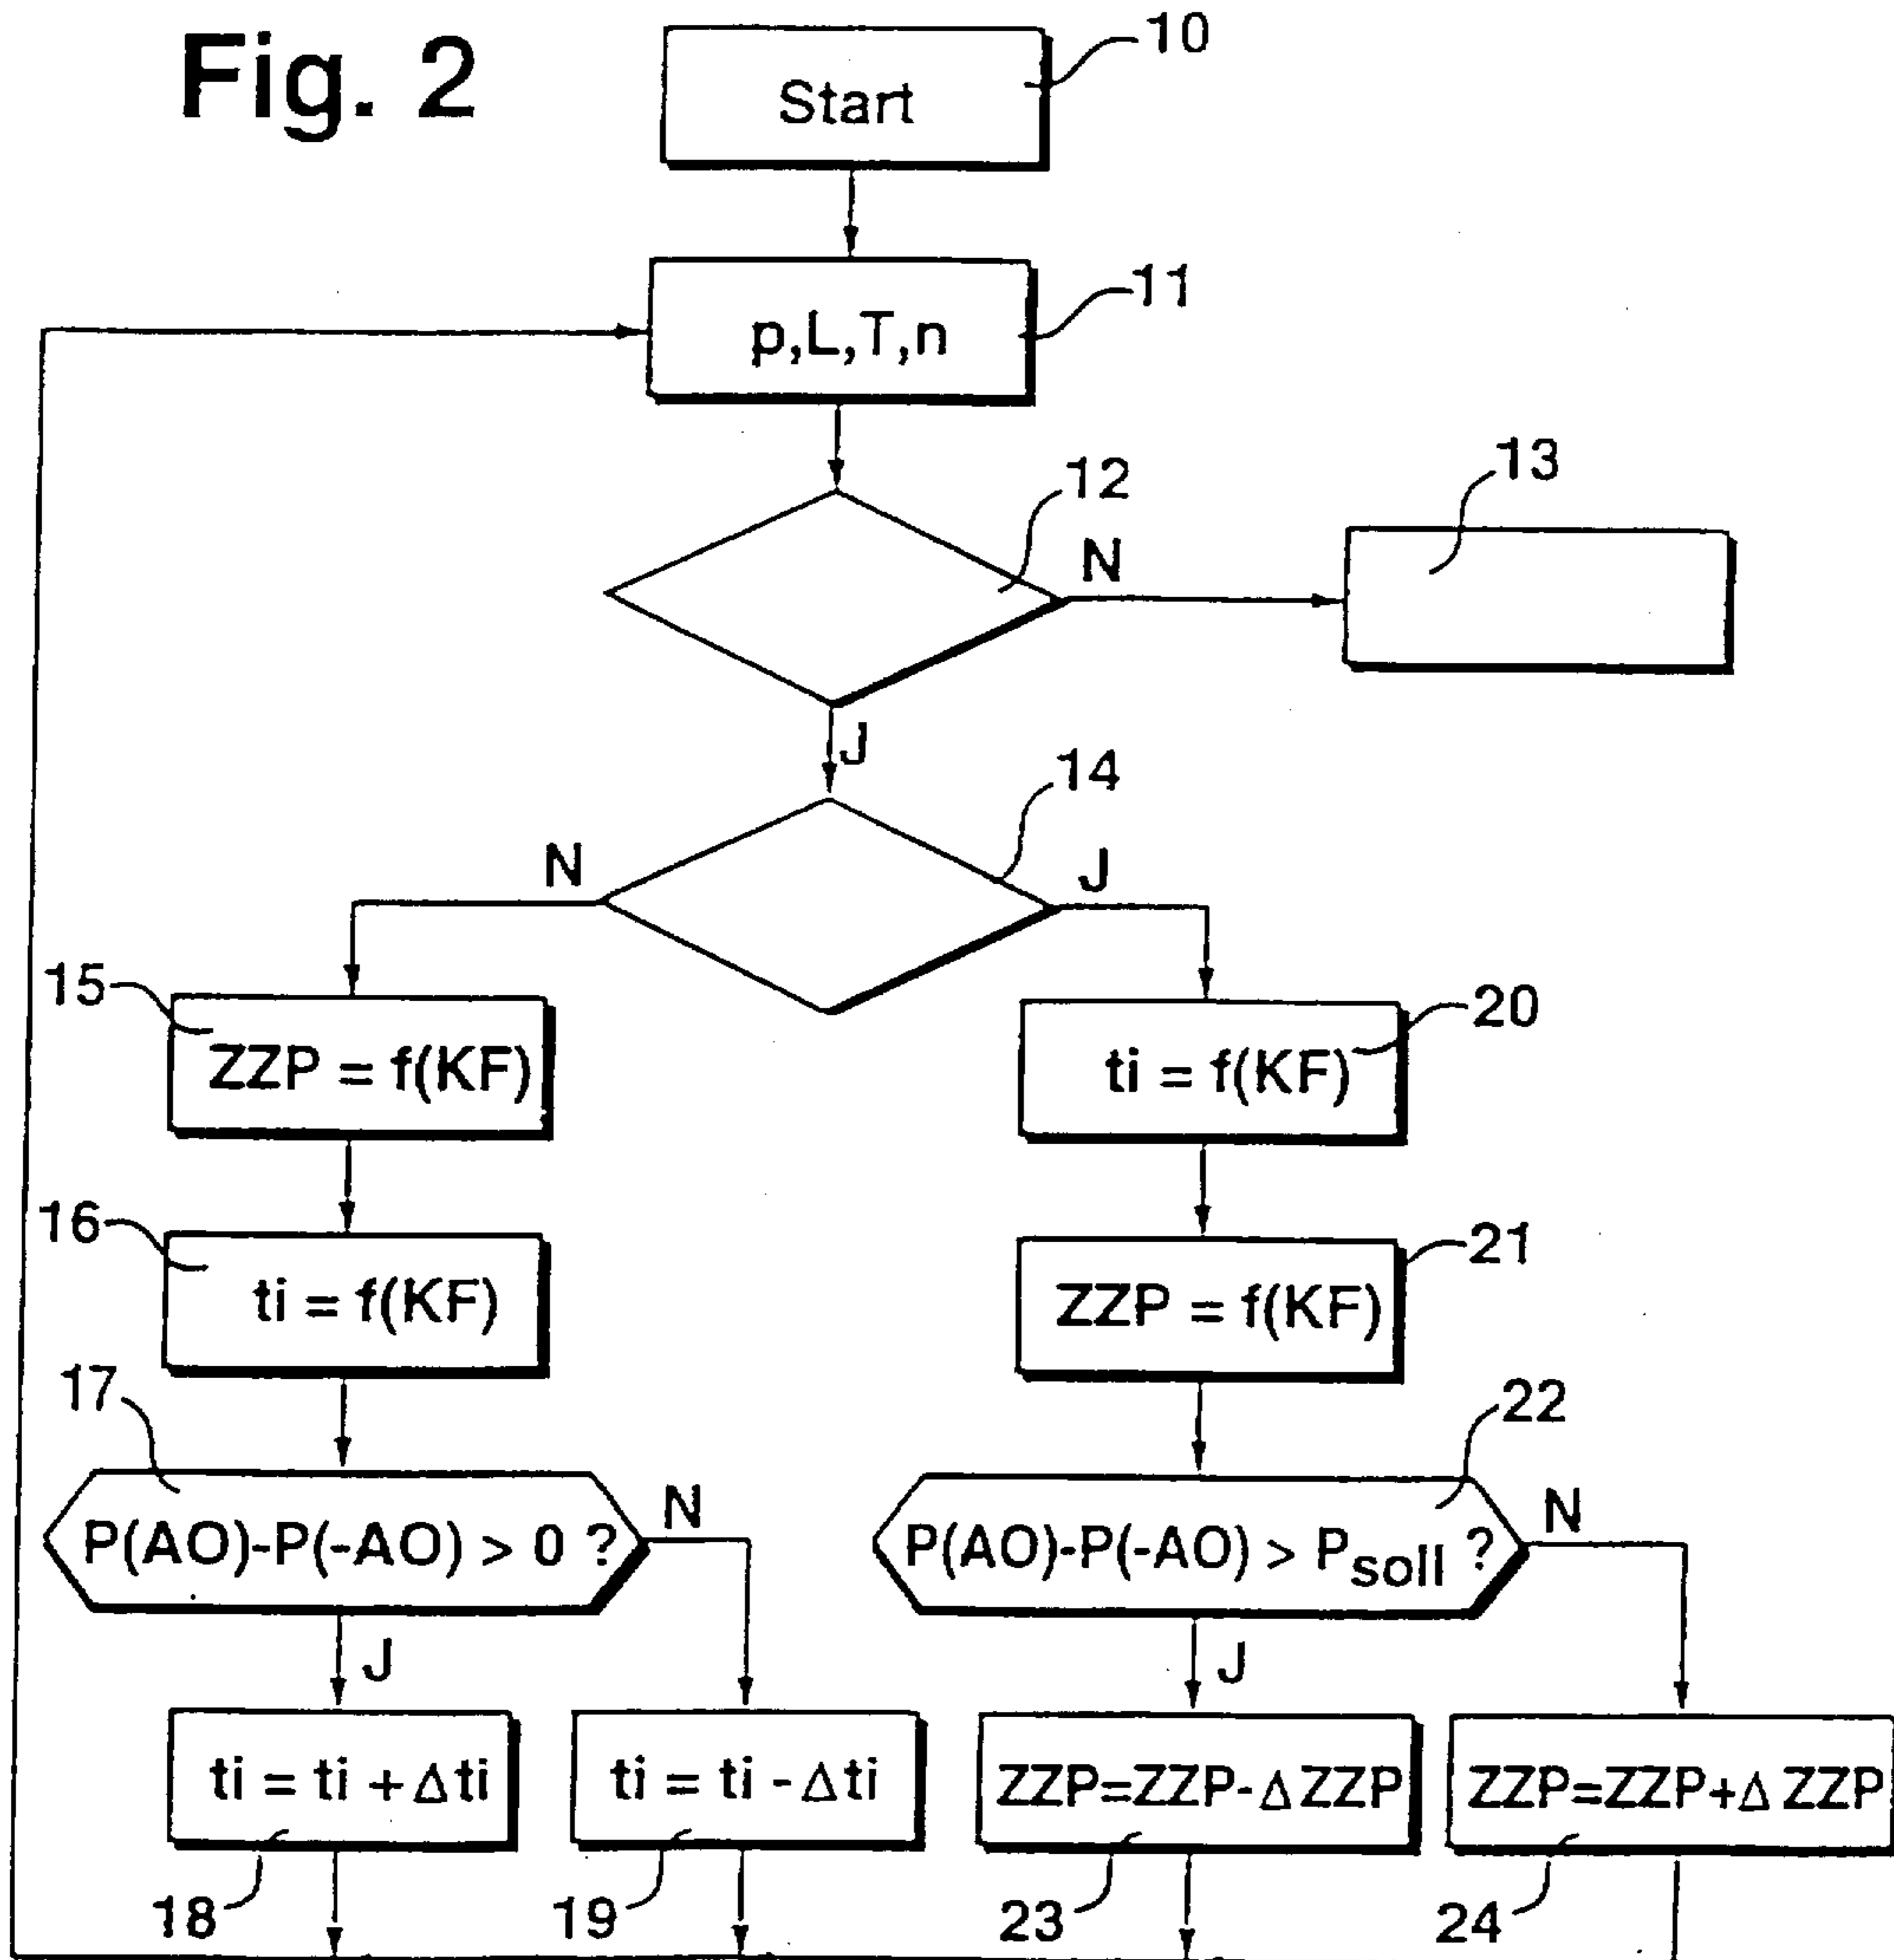 Fig. 2
10
Start
11
p,L,T,n
12
N
13
J
14
N
J
15
ZZP = f(KF)
20
ti = f(KF)
16
ti = f(KF)
21
ZZP = f(KF)
17
P(AO)-P(-AO) > 0 ?
N
22
P(AO)-P(-AO) > Psoll ?
N
J
J
ti = ti + Δti
ti = ti - Δti
ZZP=ZZP-Δ ZZP
ZZP=ZZP+Δ ZZP
18
19
23
24